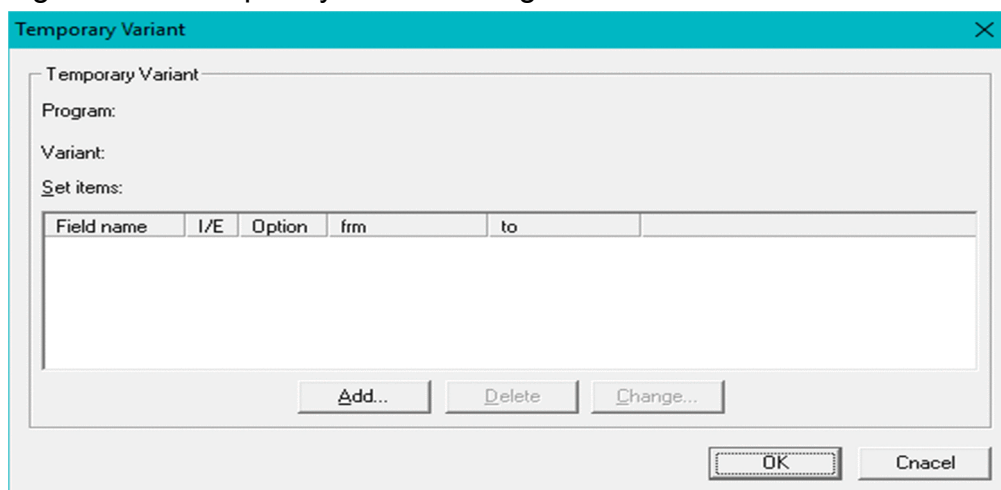 Temporary Variant
Temporary Variant
Program:
Variant:
Set items:
Field name I/E Option frm to
Add... Delete Change...
OK Cnacel